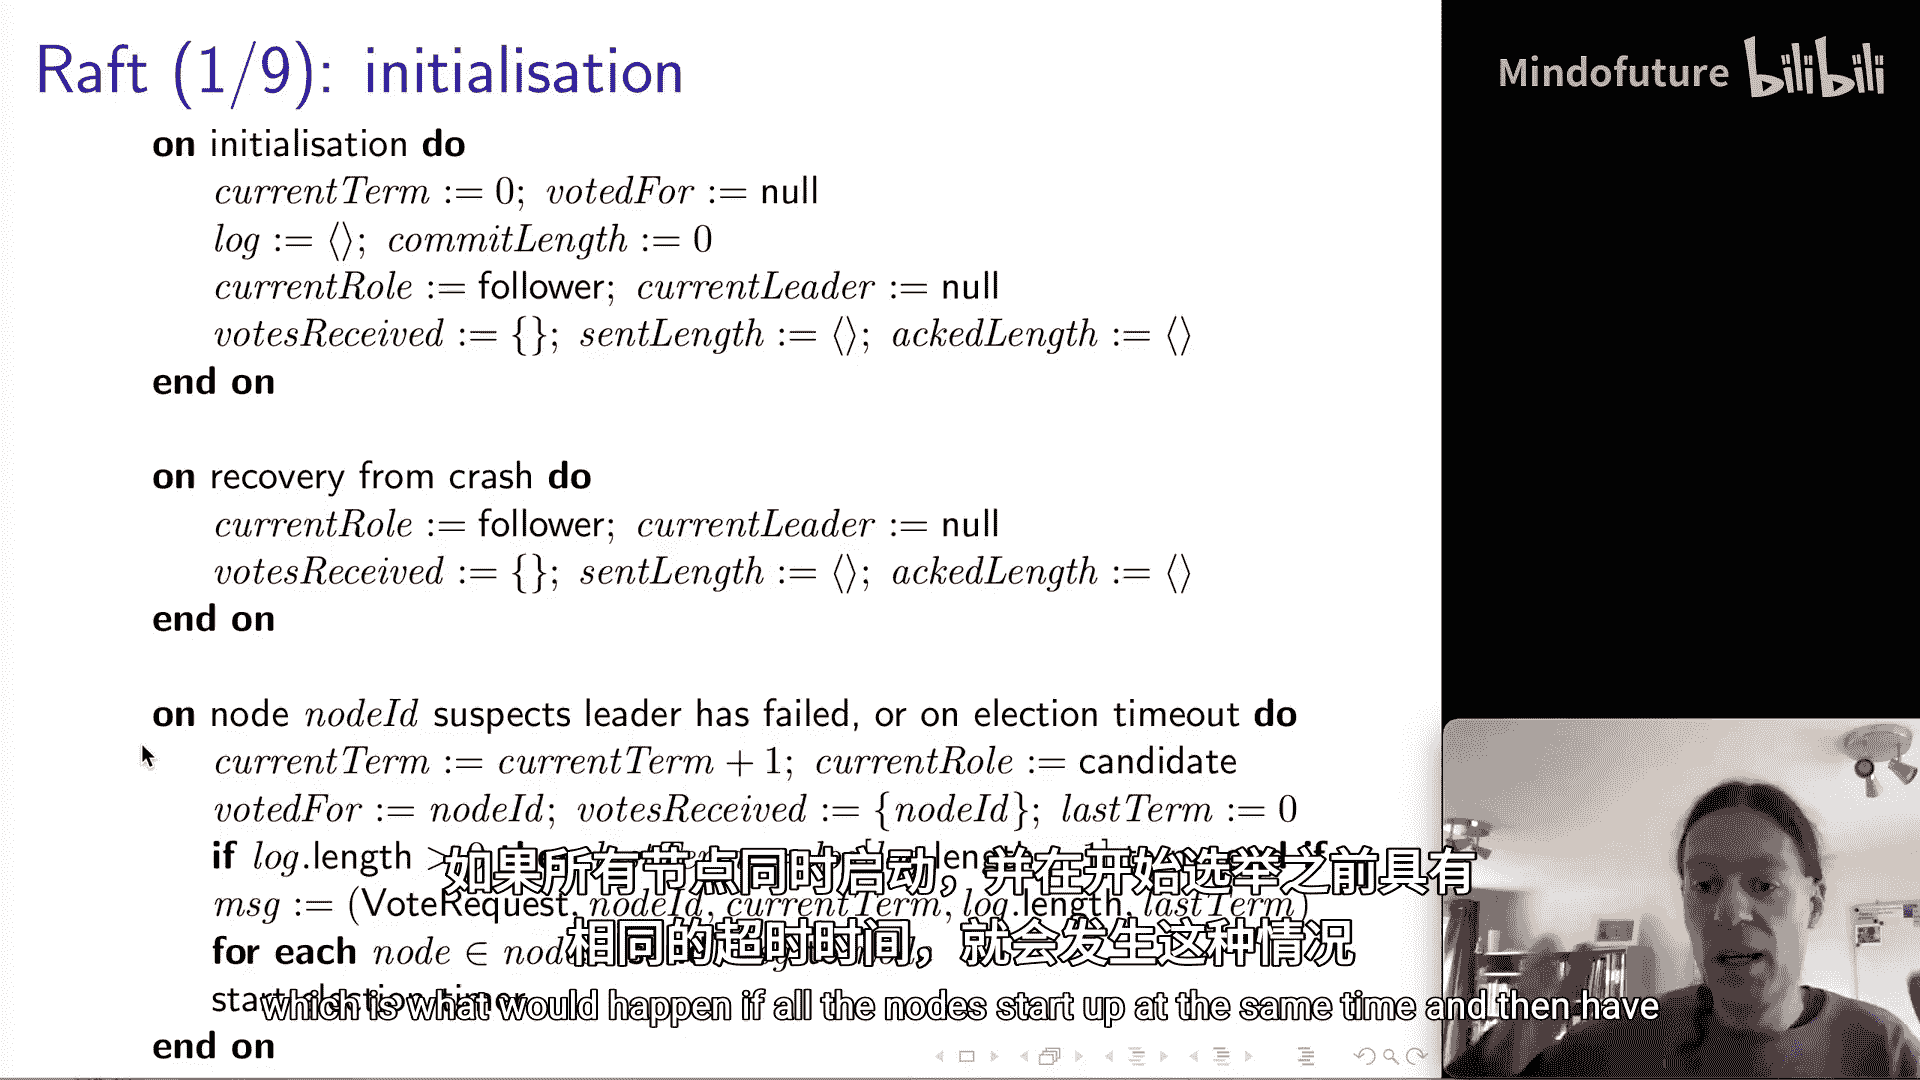 Raft (1/9): initialisation
Mindofuture bilibili
on initialisation do
currentTerm := 0; votedFor := null
log := ⟨⟩; commitLength := 0
currentRole := follower; currentLeader := null
votesReceived := {}; sentLength := ⟨⟩; ackedLength := ⟨⟩
end on
on recovery from crash do
currentRole := follower; currentLeader := null
votesReceived := {}; sentLength := ⟨⟩; ackedLength := ⟨⟩
end on
on node nodeId suspects leader has failed, or on election timeout do
currentTerm := currentTerm + 1; currentRole := candidate
votedFor := nodeId; votesReceived := {nodeId}; lastTerm := 0
if log.length > end if
如果所有节点同时启动，并在开始选举之前具有
msg := (VoteRequest, nodeId, currentTerm, log.length, lastTerm)
for each node ∈
相同的超时时间，就会发生这种情况
start election timer
which is what would happen if all the nodes start up at the same time and then have
end on